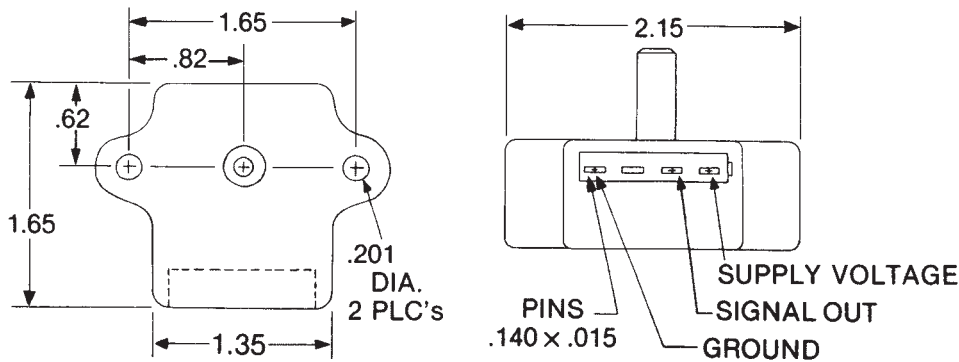 1.65
.82
.62
1.65
.201
DIA.
2 PLC's
1.35
2.15
SUPPLY VOLTAGE
PINS
SIGNAL OUT
.140 × .015
GROUND